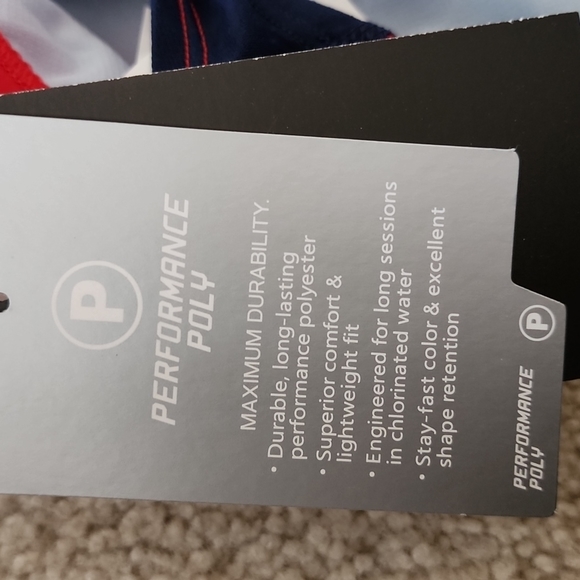 P
PERFORMANCE
POLY
MAXIMUM DURABILITY.
• Durable, long-lasting
performance polyester
• Superior comfort &
lightweight fit
• Engineered for long sessions
in chlorinated water
• Stay-fast color & excellent
shape retention
PERFORMANCE
POLY
P